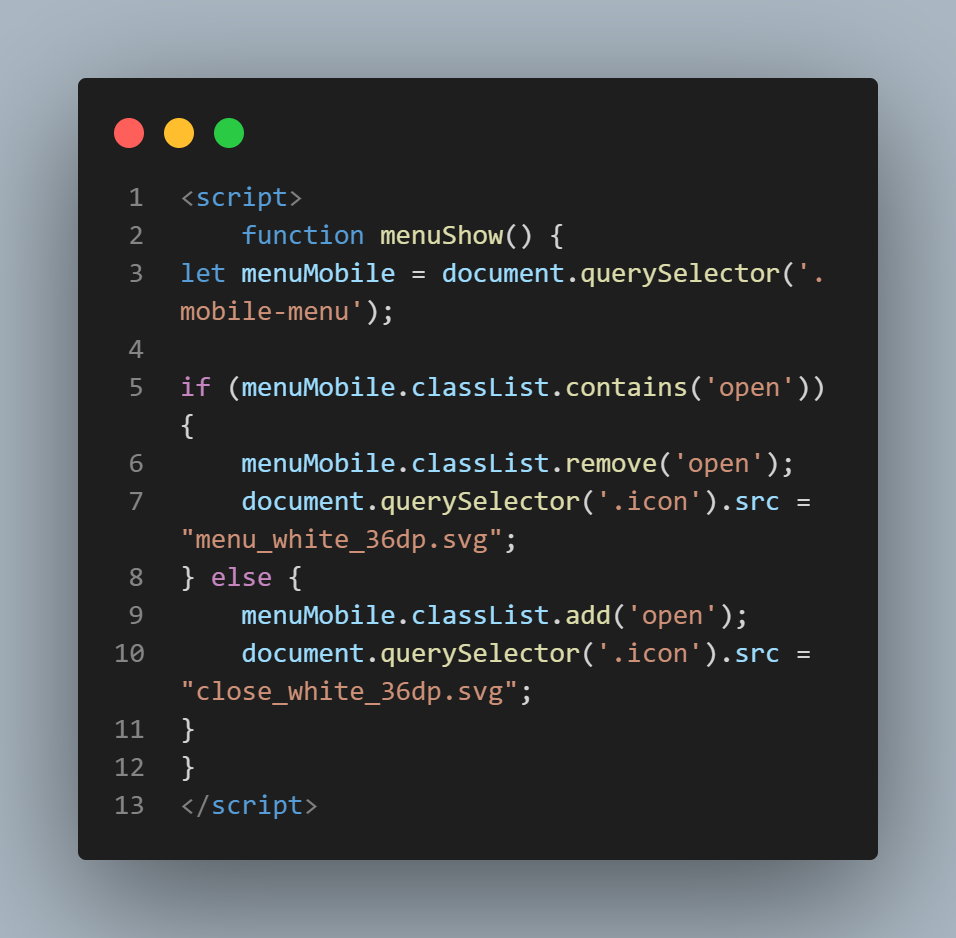 1 <script>
2     function menuShow() {
3 let menuMobile = document.querySelector('.
mobile-menu');
4
5 if (menuMobile.classList.contains('open'))
{
6     menuMobile.classList.remove('open');
7     document.querySelector('.icon').src =
"menu_white_36dp.svg";
8 } else {
9     menuMobile.classList.add('open');
10     document.querySelector('.icon').src =
"close_white_36dp.svg";
11 }
12 }
13 </script>